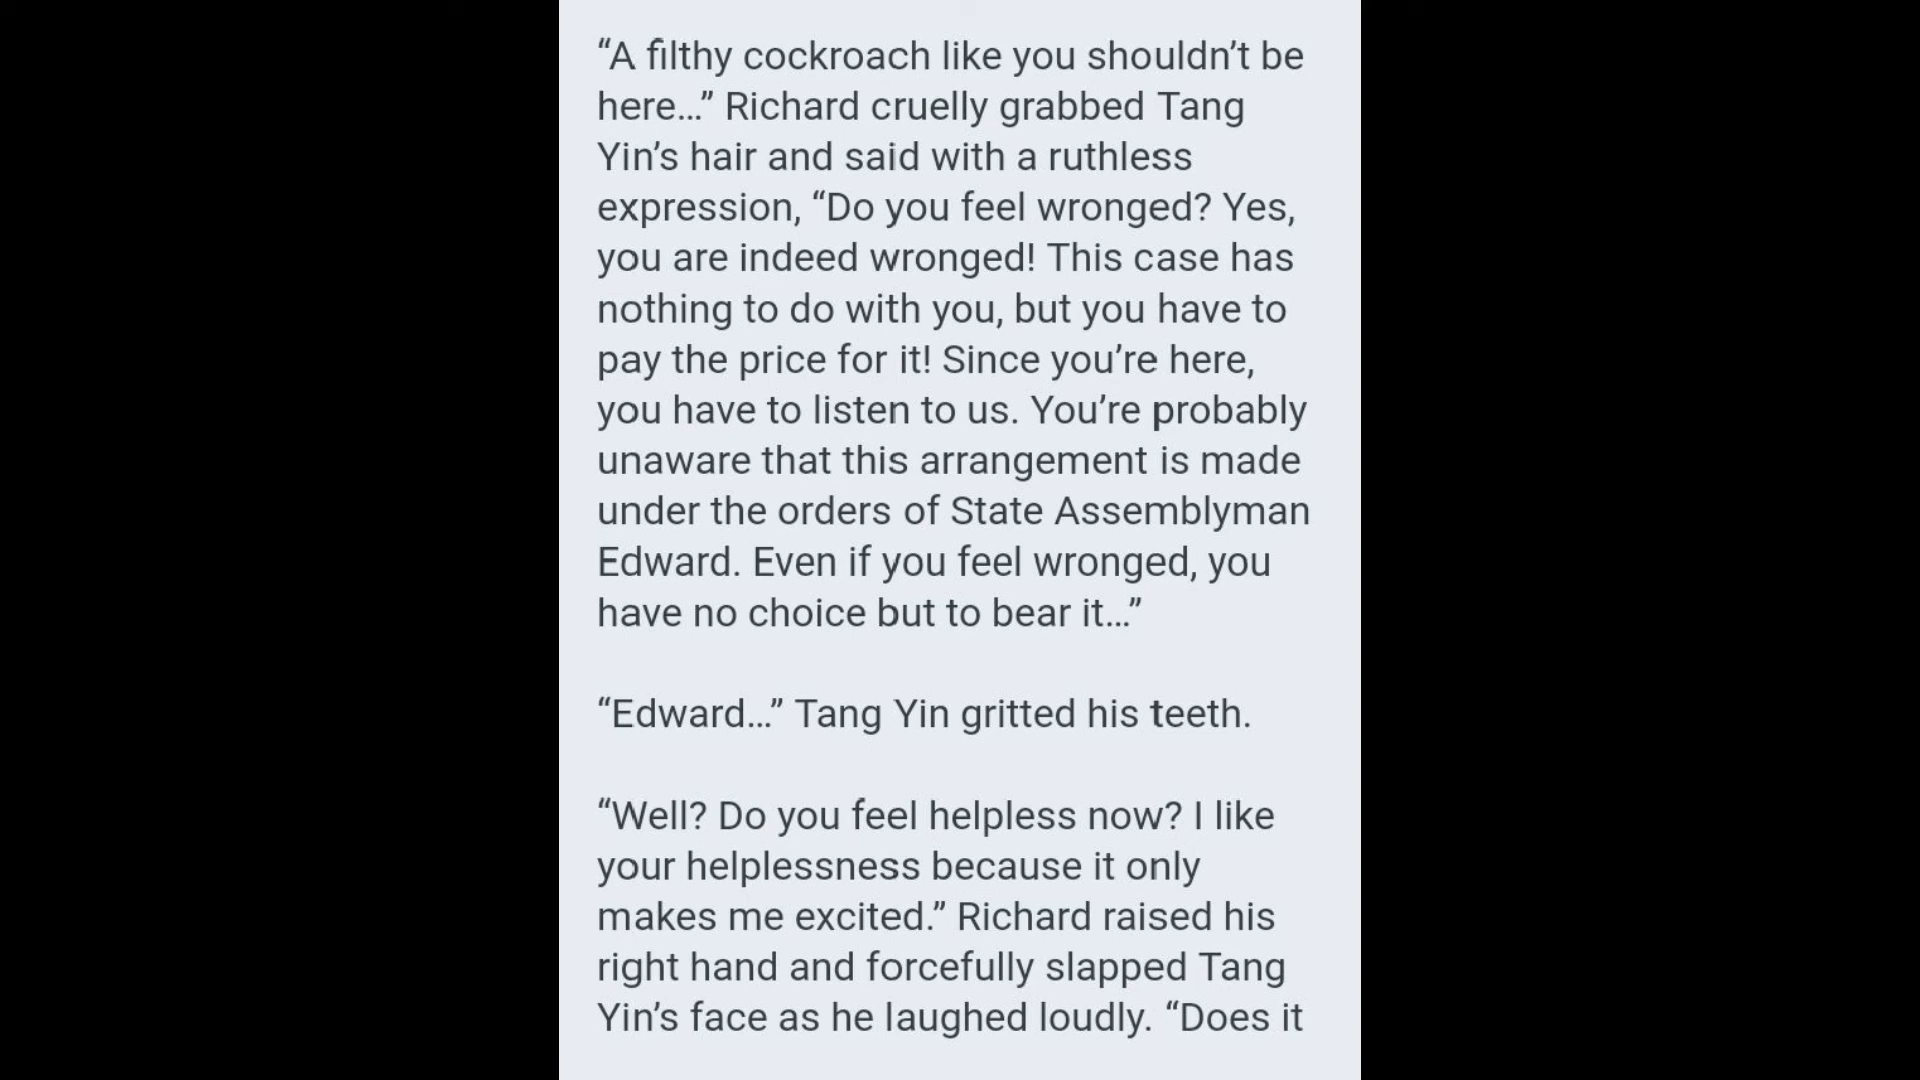 “A filthy cockroach like you shouldn’t be
here…” Richard cruelly grabbed Tang
Yin’s hair and said with a ruthless
expression, “Do you feel wronged? Yes,
you are indeed wronged! This case has
nothing to do with you, but you have to
pay the price for it! Since you’re here,
you have to listen to us. You’re probably
unaware that this arrangement is made
under the orders of State Assemblyman
Edward. Even if you feel wronged, you
have no choice but to bear it…”
“Edward…” Tang Yin gritted his teeth.
“Well? Do you feel helpless now? I like
your helplessness because it only
makes me excited.” Richard raised his
right hand and forcefully slapped Tang
Yin’s face as he laughed loudly. “Does it